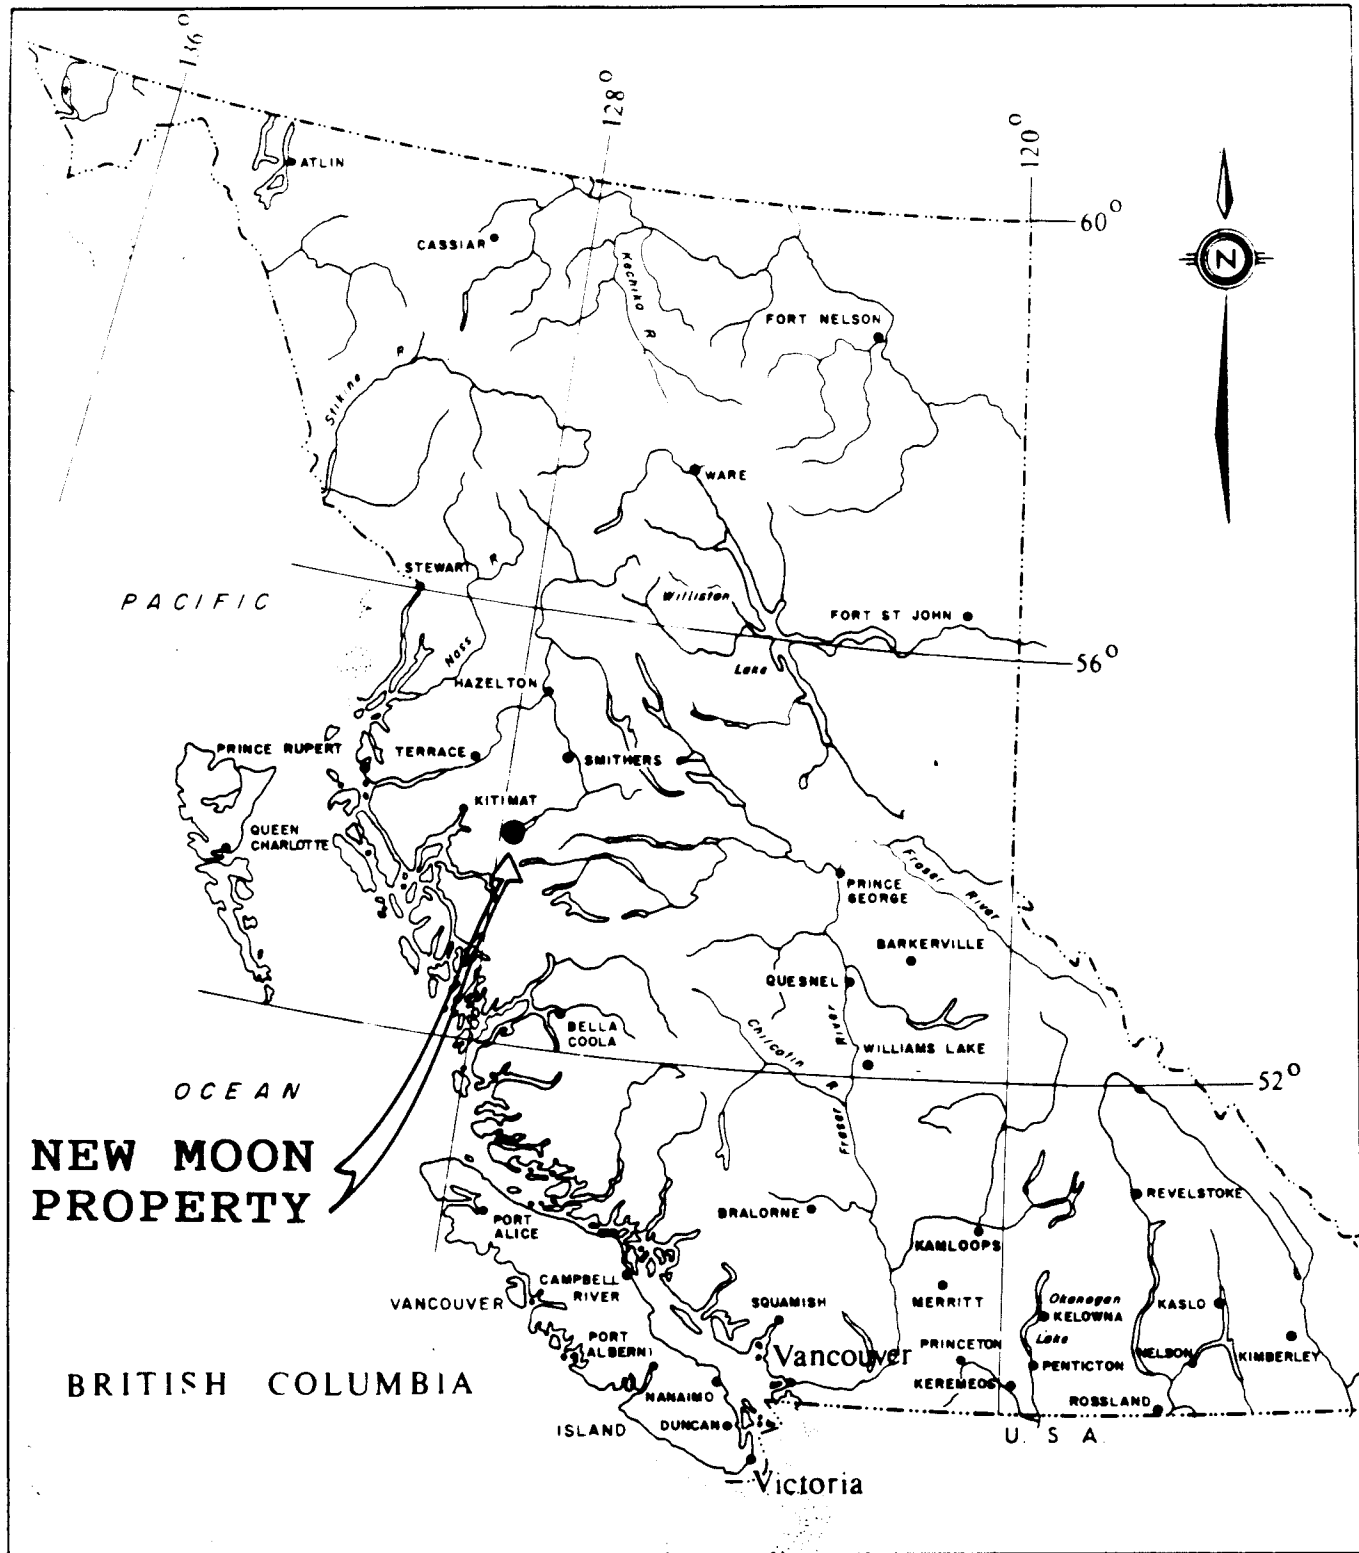 136°
128°
120°
ATLIN
60°
CASSIAR
N
Kechika R
FORT NELSON
Stikine R
WARE
STEWART
R
PACIFIC
Williston
FORT ST JOHN
Nass
56°
Lake
HAZELTON
PRINCE RUPERT
TERRACE
SMITHERS
KITIMAT
QUEEN
CHARLOTTE
Fraser River
PRINCE
GEORGE
BARKERVILLE
QUESNEL
River
BELLA
COOLA
Chilcotin R
WILLIAMS LAKE
52°
OCEAN
Fraser
NEW MOON
PROPERTY
REVELSTOKE
BRALORNE
PORT
ALICE
KAMLOOPS
CAMPBELL
RIVER
VANCOUVER
SQUAMISH
MERRITT
Okanagan
KELOWNA
KASLO
PORT
ALBERNI
Vancouver
PRINCETON
Lake
PENTICTON
NELSON
KIMBERLEY
BRITISH COLUMBIA
NANAIMO
KEREMEOS
ROSSLAND
ISLAND
DUNCAN
U. S. A.
Victoria